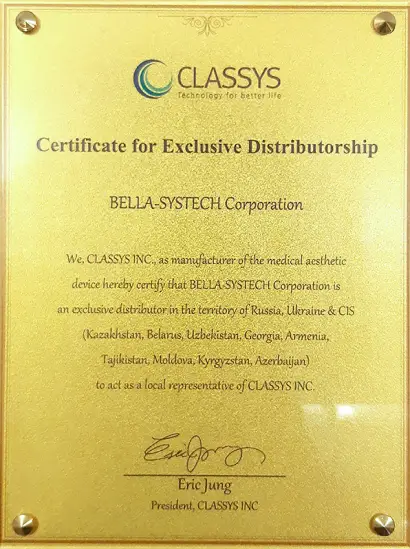 CLASSYS
Technology for better life
Certificate for Exclusive Distributorship
BELLA-SYSTECH Corporation
We, CLASSYS INC., as manufacturer of the medical aesthetic
device hereby certify that BELLA-SYSTECH Corporation is
an exclusive distributor in the territory of Russia, Ukraine & CIS
(Kazakhstan, Belarus, Uzbekistan, Georgia, Armenia,
Tajikistan, Moldova, Kyrgyzstan, Azerbaijan)
to act as a local representative of CLASSYS INC.
Eric Jung
Eric Jung
President, CLASSYS INC